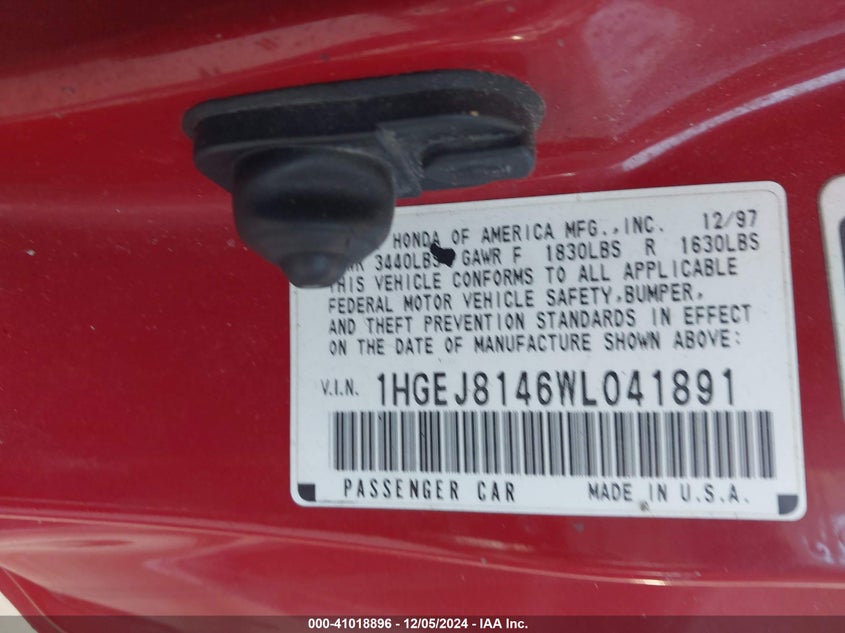 HONDA OF AMERICA MFG.,INC. 12/97
3440LBS GAWR F 1830LBS R 1630LBS
THIS VEHICLE CONFORMS TO ALL APPLICABLE
FEDERAL MOTOR VEHICLE SAFETY,BUMPER,
AND THEFT PREVENTION STANDARDS IN EFFECT
ON THE DATE OF MANUFACTURE SHOWN ABOVE:
V.I.N. 1HGEJ8146WL041891
PASSENGER CAR MADE IN U.S.A.
000-41018896 - 12/05/2024 - IAA Inc.